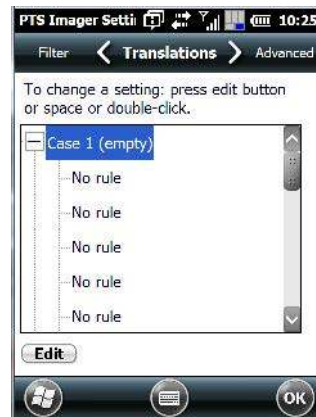 PTS Imager Setti 10:25
Filter Translations Advanced
To change a setting: press edit button
or space or double-click.
Case 1 (empty)
No rule
No rule
No rule
No rule
No rule
Edit
OK